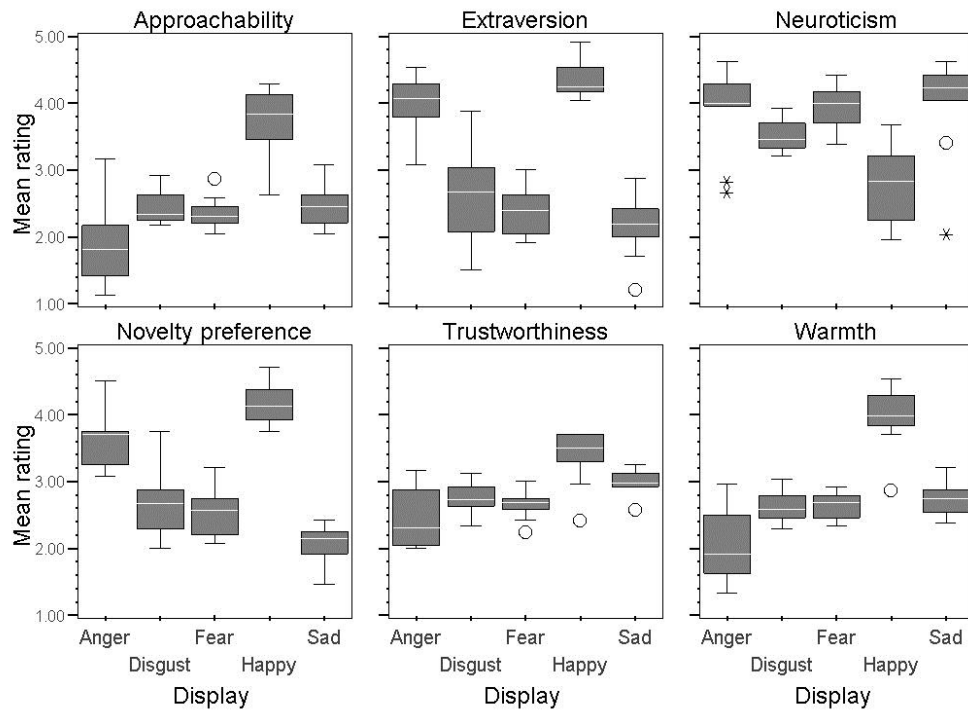 Approachability
Extraversion
Neuroticism
Mean rating
5.00
4.00
3.00
2.00
1.00
Novelty preference
Trustworthiness
Warmth
Mean rating
5.00
4.00
3.00
2.00
1.00
Anger Fear Sad
Disgust Happy
Display
Anger Fear Sad
Disgust Happy
Display
Anger Fear Sad
Disgust Happy
Display